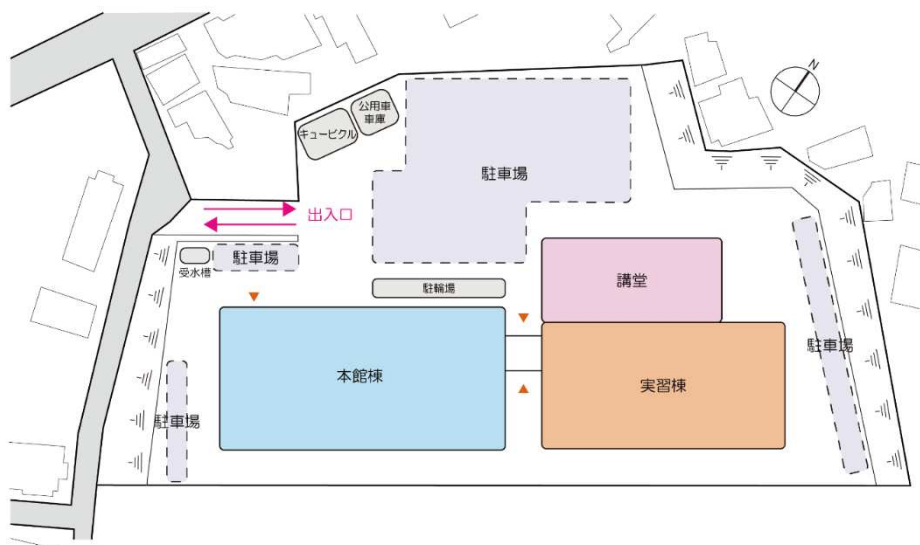 N
公用車
車庫
キュービクル
駐車場
出入口
受水槽
駐車場
駐輪場
講堂
駐車場
本館棟
実習棟
駐車場